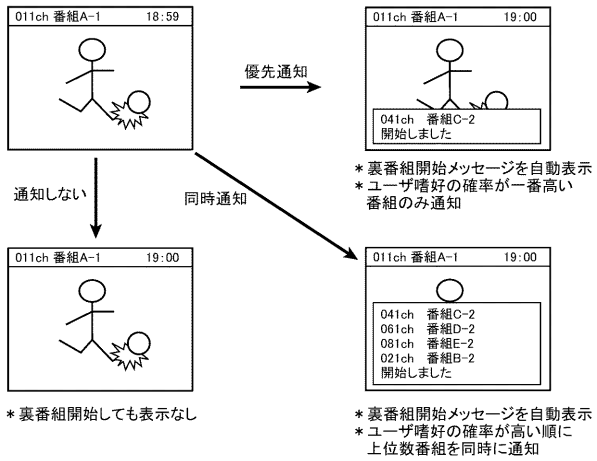 011ch 番組A-1 18:59
優先通知
011ch 番組A-1 19:00
041ch 番組C-2
開始しました
*裏番組開始メッセージを自動表示
*ユーザ嗜好の確率が一番高い
番組のみ通知
通知しない
同時通知
011ch 番組A-1 19:00
*裏番組開始しても表示なし
011ch 番組A-1 19:00
041ch 番組C-2
061ch 番組D-2
081ch 番組E-2
021ch 番組B-2
開始しました
*裏番組開始メッセージを自動表示
*ユーザ嗜好の確率が高い順に
上位数番組を同時に通知